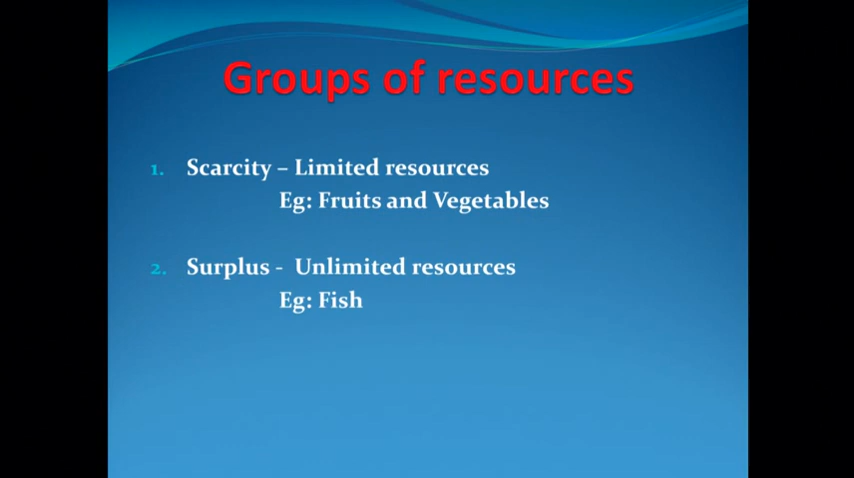 Groups of resources
1. Scarcity – Limited resources
Eg: Fruits and Vegetables
2. Surplus - Unlimited resources
Eg: Fish